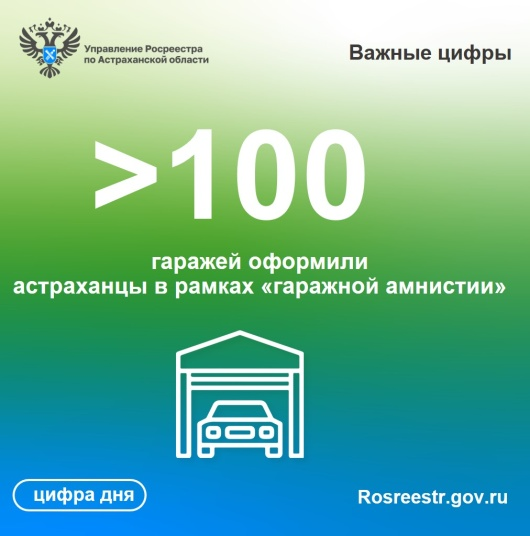 Управление Росреестра
по Астраханской области
Важные цифры
>100
гаражей оформили
астраханцы в рамках «гаражной амнистии»
цифра дня
Rosreestr.gov.ru